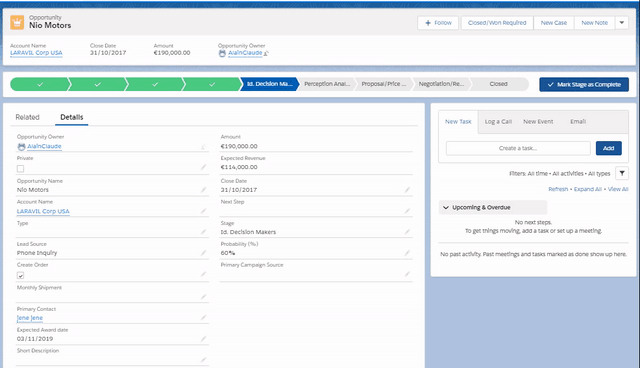 Opportunity
Nio Motors
+ Follow
Closed/Won Required
New Case
New Note
Account Name
Close Date
Amount
Opportunity Owner
LARAVIL Corp USA
31/10/2017
€190,000.00
AlainClaude
Id. Decision Ma...
Perception Anal...
Proposal/Price ...
Negotiation/Re...
Closed
Mark Stage as Complete
Related
Details
Opportunity Owner
AlainClaude
Private
Opportunity Name
Nio Motors
Account Name
LARAVIL Corp USA
Type
Lead Source
Phone Inquiry
Create Order
Monthly Shipment
Primary Contact
Jene Jene
Expected Award date
02/11/2019
Short Description
Amount
€190,000.00
Expected Revenue
€114,000.00
Close Date
31/10/2017
Next Step
Stage
Id. Decision Makers
Probability (%)
60%
Primary Campaign Source
New Task
Log a Call
New Event
Email
Create a task...
Add
Filters: All time • All activities • All types
Refresh • Expand All • View All
Upcoming & Overdue
No next steps.
To get things moving, add a task or set up a meeting.
No past activity. Past meetings and tasks marked as done show up here.